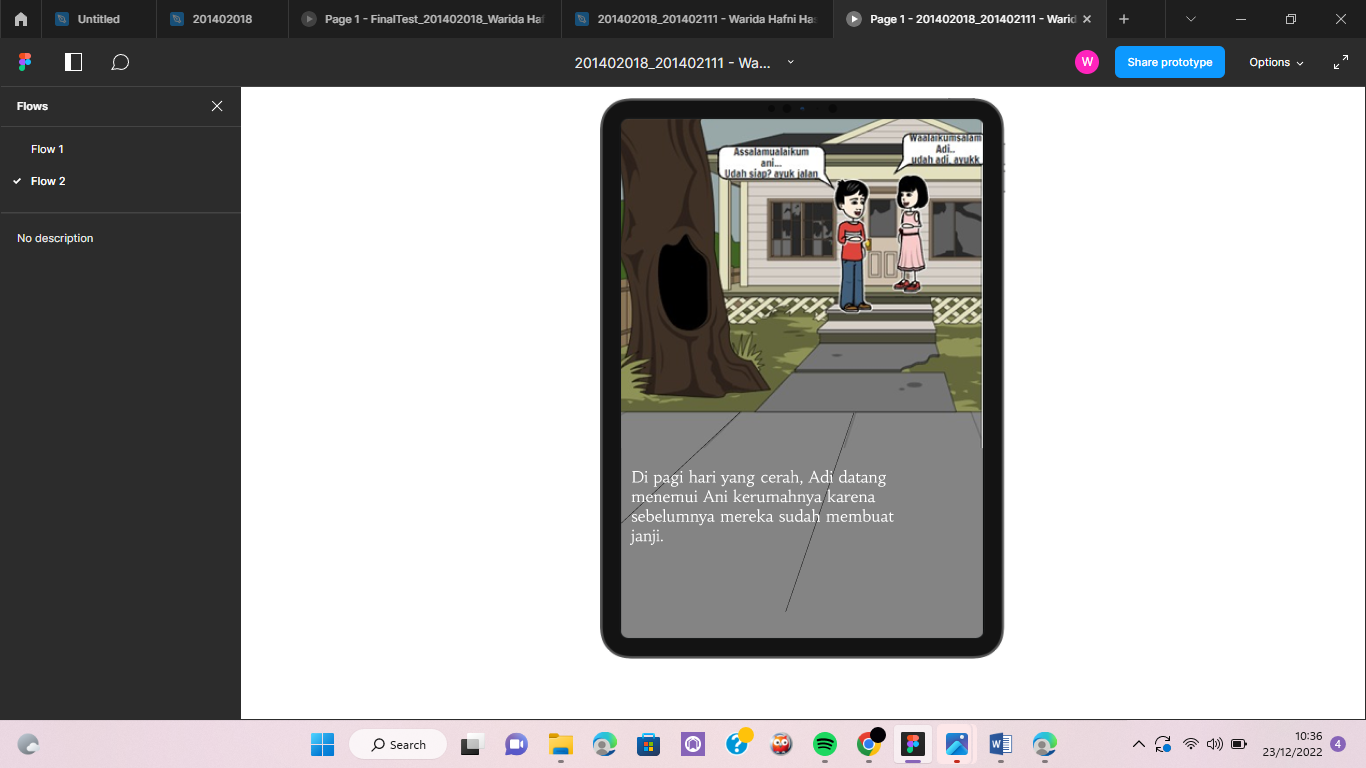 Untitled
201402018
Page 1 - FinalTest_201402018_Warida Haf
201402018_201402111 - Warida Hafni Has
Page 1 - 201402018_201402111 - Warid
201402018_201402111 - Wa...
W
Share prototype
Options
Flows
Flow 1
Flow 2
No description
Assalamualaikum
ani...
Udah siap? ayuk jalan
Waalaikumsalam
Adi..
udah adi, ayukk
Di pagi hari yang cerah, Adi datang
menemui Ani kerumahnya karena
sebelumnya mereka sudah membuat
janji.
Search
10:36
23/12/2022
4